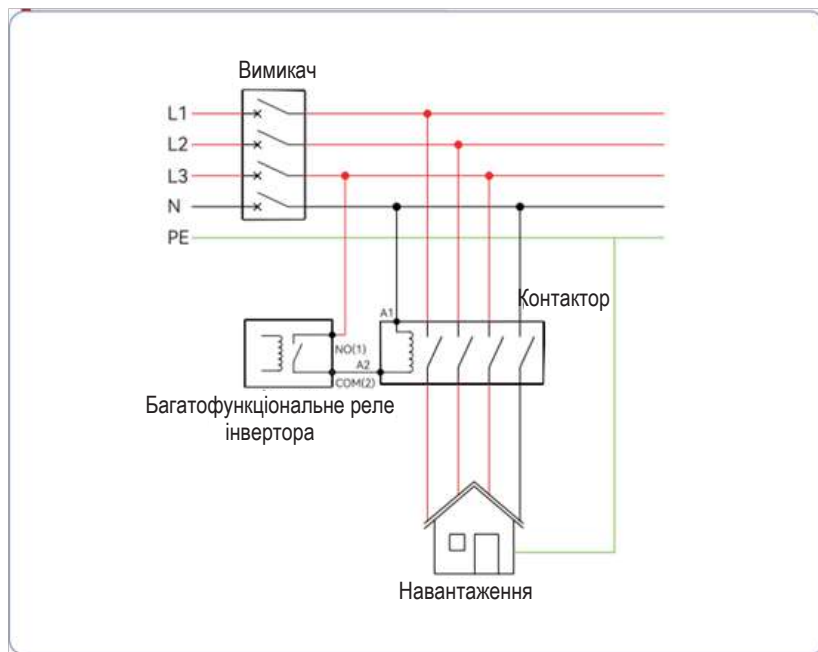 Вимикач
L1
L2
L3
N
PE
Контактор
A1
NO(1)
A2
COM(2)
Багатофункціональне реле
інвертора
Навантаження